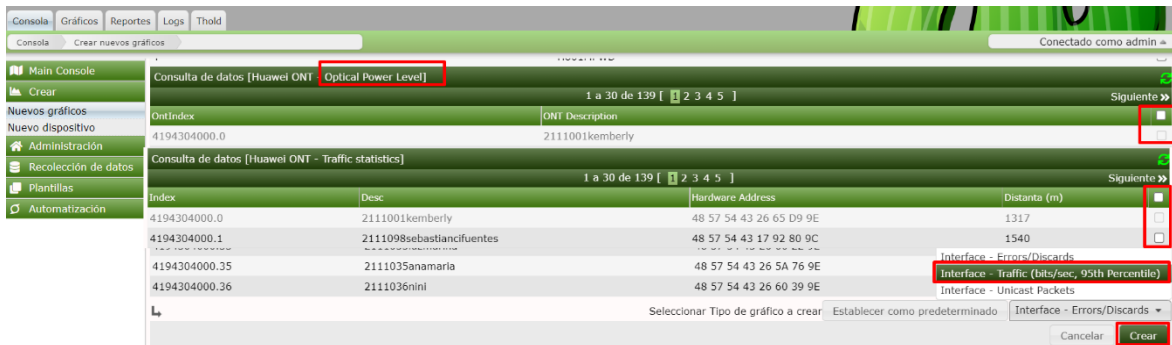 Consola Gráficos Reportes Logs Thold
Consola Crear nuevos gráficos Conectado como admin
Main Console
Crear
Nuevos gráficos
Nuevo dispositivo
Administración
Recolección de datos
Plantillas
Automatización
Consulta de datos [Huawei ONT - Optical Power Level]
1 a 30 de 139 [ 1 2 3 4 5 ] Siguiente
OntIndex ONT Description
4194304000.0 2111001kemberly
Consulta de datos [Huawei ONT - Traffic statistics]
1 a 30 de 139 [ 1 2 3 4 5 ] Siguiente
Index Desc Hardware Address Distanta (m)
4194304000.0 2111001kemberly 48 57 54 43 26 65 D9 9E 1317
4194304000.1 2111098sebastiancifuentes 48 57 54 43 17 92 80 9C 1540
4194304000.35 2111035anamaria 48 57 54 43 26 5A 76 9E
4194304000.36 2111036nini 48 57 54 43 26 60 39 9E
Interface - Errors/Discards
Interface - Traffic (bits/sec, 95th Percentile)
Interface - Unicast Packets
Seleccionar Tipo de gráfico a crear Establecer como predeterminado Interface - Errors/Discards
Cancelar Crear